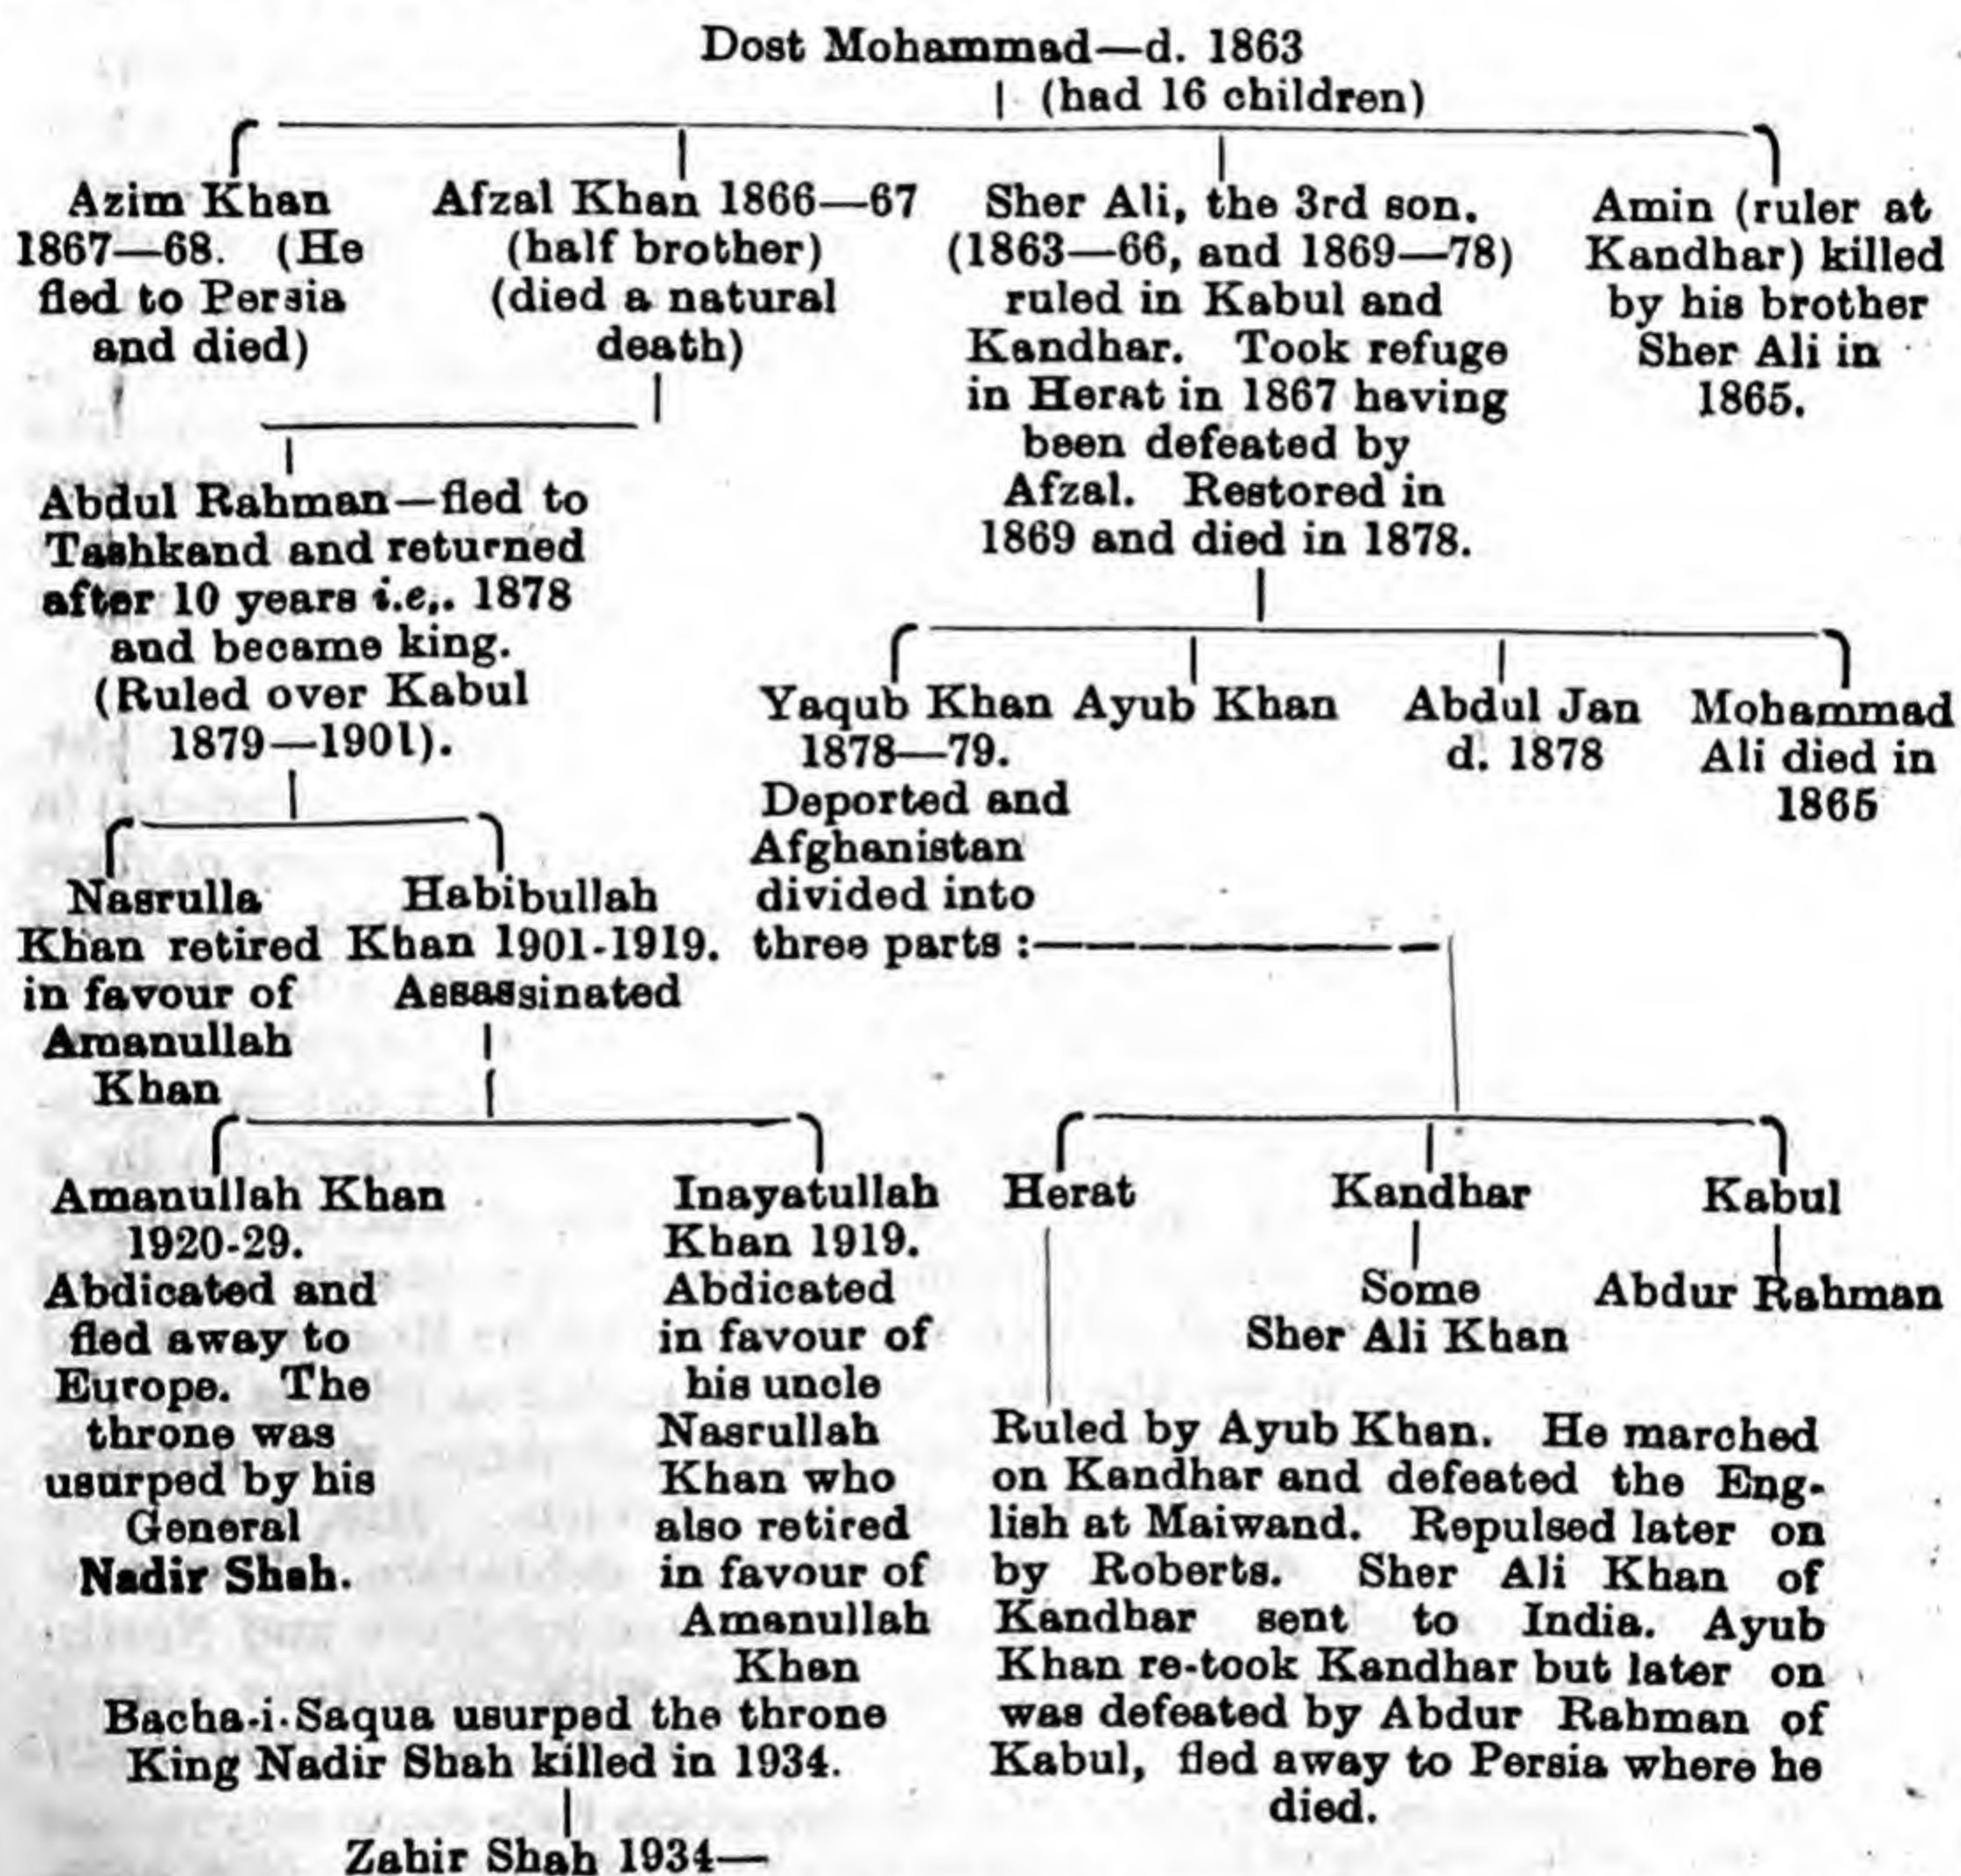 Dost Mohammad—d. 1863
(had 16 children)
Azim Khan
1867—68. (He
fled to Persia
and died)
Afzal Khan 1866—67
(half brother)
(died a natural
death)
Sher Ali, the 3rd son.
(1863—66, and 1869—78)
ruled in Kabul and
Kandhar. Took refuge
in Herat in 1867 having
been defeated by
Afzal. Restored in
1869 and died in 1878.
Amin (ruler at
Kandhar) killed
by his brother
Sher Ali in
1865.
Abdul Rahman—fled to
Tashkand and returned
after 10 years i.e,. 1878
and became king.
(Ruled over Kabul
1879—1901).
Yaqub Khan
1878—79.
Deported and
Afghanistan
divided into
three parts :—
Ayub Khan
Abdul Jan
d. 1878
Mohammad
Ali died in
1865
Nasrulla
Khan retired
in favour of
Amanullah
Khan
Habibullah
Khan 1901-1919.
Assassinated
Amanullah Khan
1920-29.
Abdicated and
fled away to
Europe. The
throne was
usurped by his
General
Nadir Shah.
Inayatullah
Khan 1919.
Abdicated
in favour of
his uncle
Nasrullah
Khan who
also retired
in favour of
Amanullah
Khan
Herat
Kandhar
Some
Sher Ali Khan
Kabul
Abdur Rahman
Ruled by Ayub Khan. He marched
on Kandhar and defeated the Eng-
lish at Maiwand. Repulsed later on
by Roberts. Sher Ali Khan of
Kandhar sent to India. Ayub
Khan re-took Kandhar but later on
was defeated by Abdur Rahman of
Kabul, fled away to Persia where he
died.
Bacha-i-Saqua usurped the throne
King Nadir Shah killed in 1934.
Zahir Shah 1934—